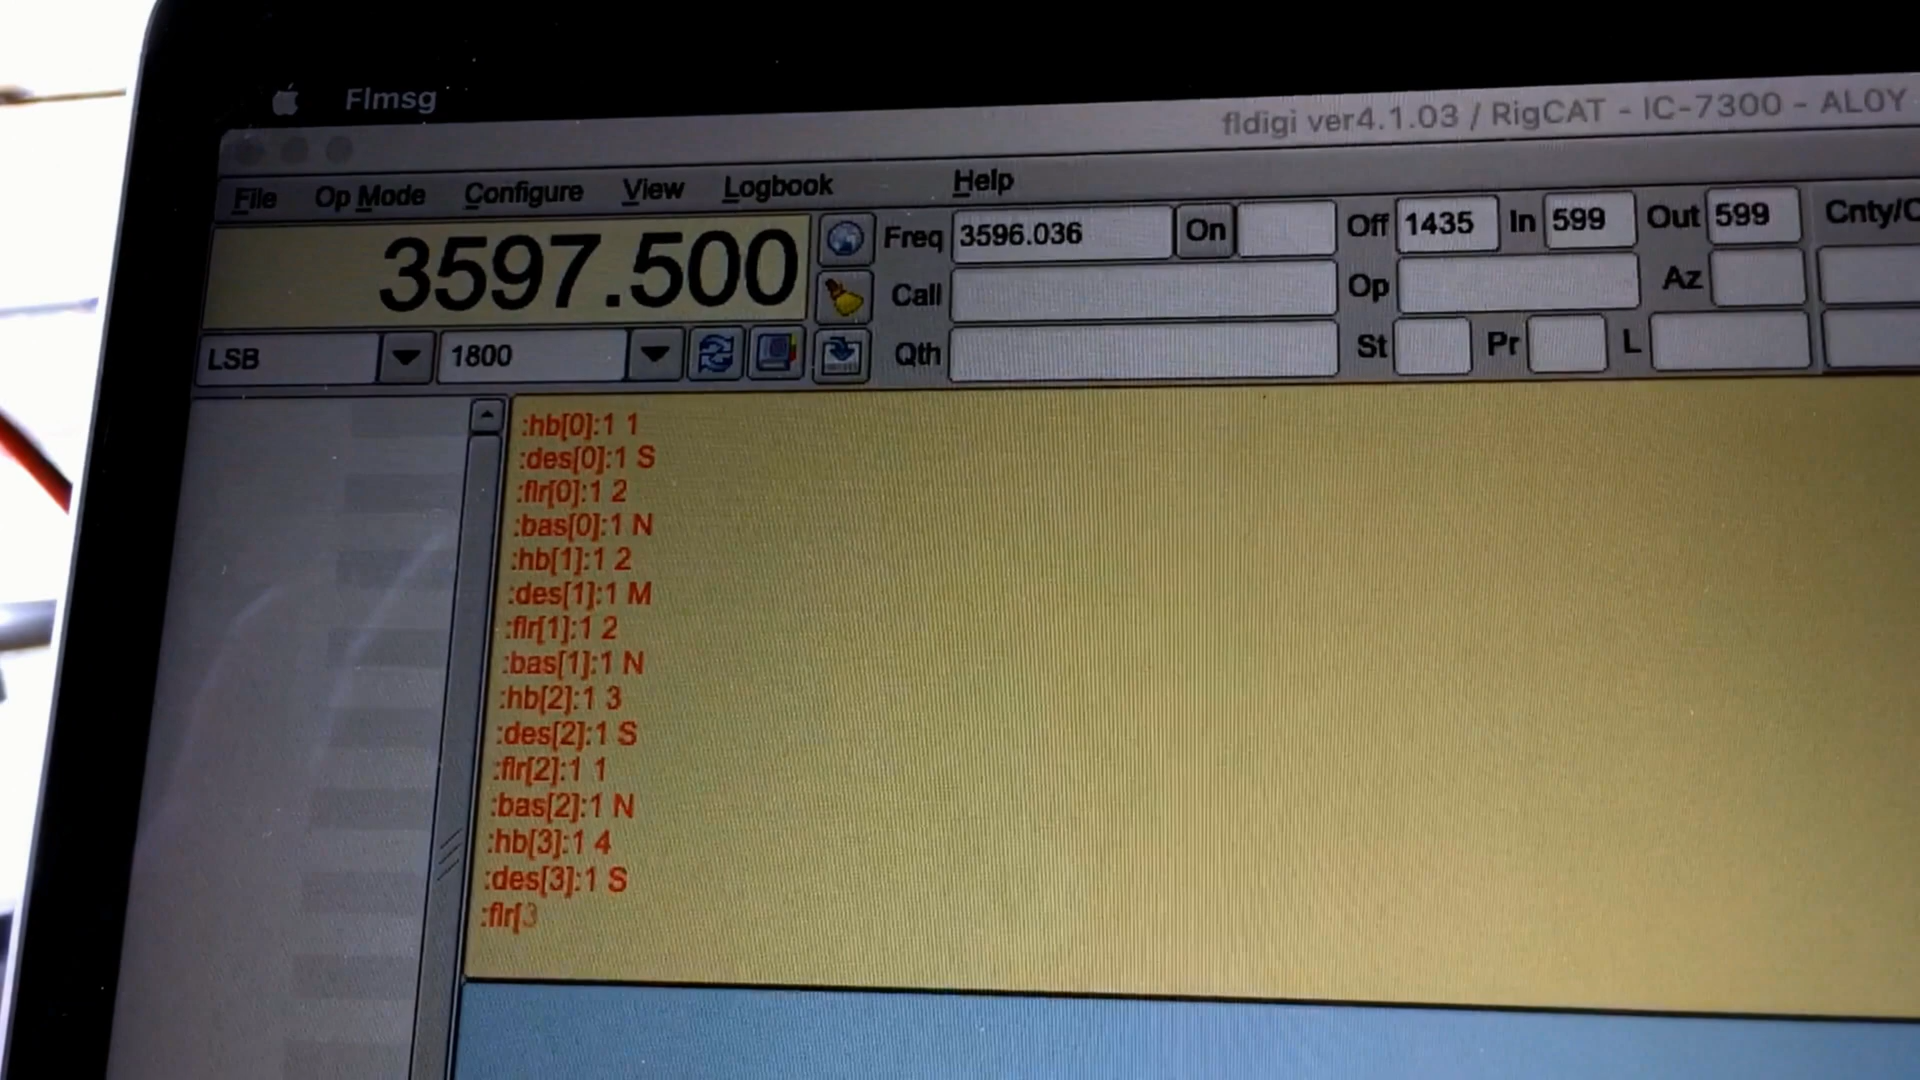 Flmsg
fldigi ver4.1.03 / RigCAT - IC-7300 - AL0Y
File Op Mode Configure View Logbook Help
3597.500 Freq 3596.036 On Off 1435 In 599 Out 599 Cnty/C
Call Op Az
LSB 1800 Qth St Pr L
:hb[0]:1 1
:des[0]:1 S
:flr[0]:1 2
:bas[0]:1 N
:hb[1]:1 2
:des[1]:1 M
:flr[1]:1 2
:bas[1]:1 N
:hb[2]:1 3
:des[2]:1 S
:flr[2]:1 1
:bas[2]:1 N
:hb[3]:1 4
:des[3]:1 S
:flr[3